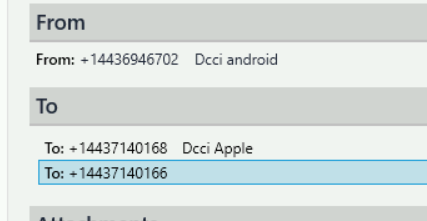 From
From: +14436946702 Dcci android
To
To: +14437140168 Dcci Apple
To: +14437140166